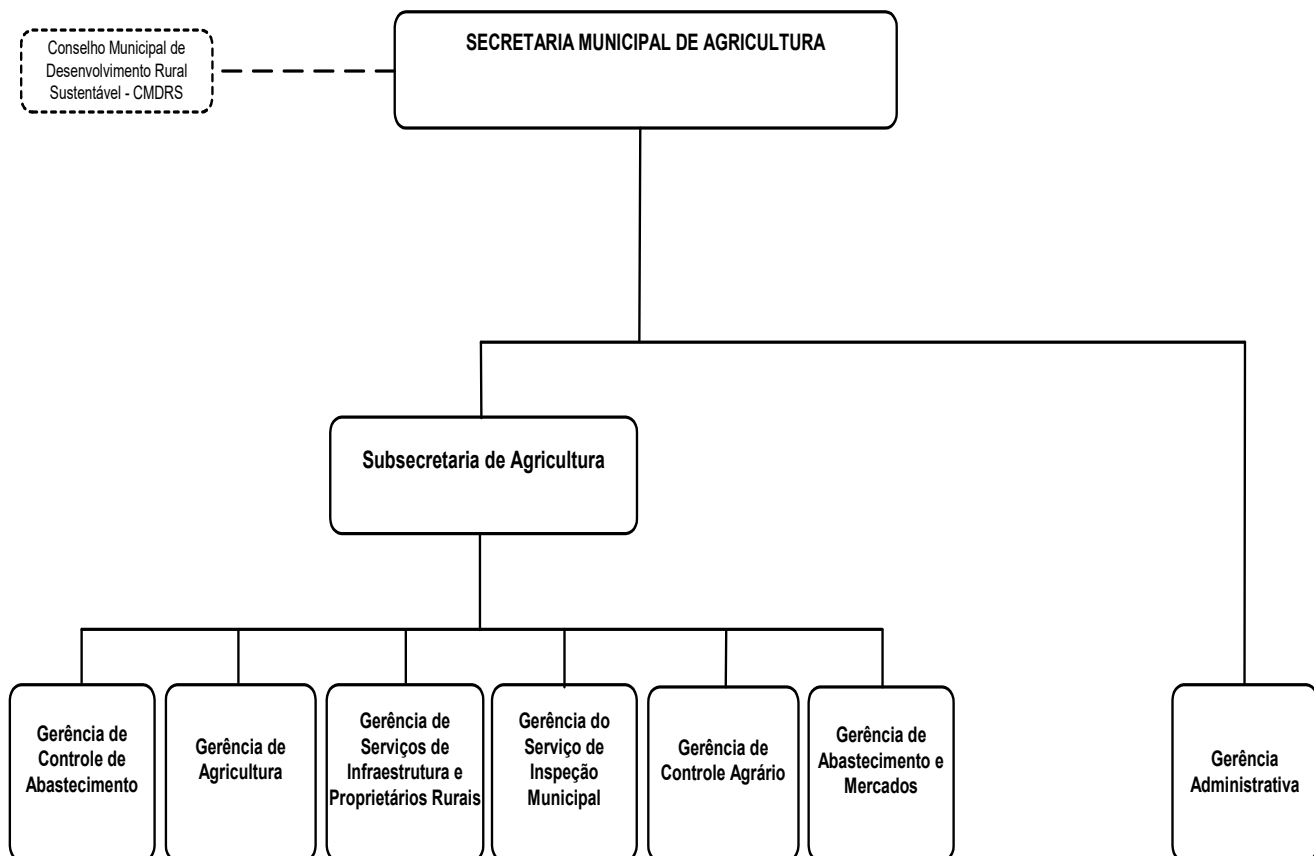 SECRETARIA MUNICIPAL DE AGRICULTURA
Conselho Municipal de
Desenvolvimento Rural
Sustentável - CMDRS
Subsecretaria de Agricultura
Gerência de
Controle de
Abastecimento
Gerência de
Agricultura
Gerência de
Serviços de
Infraestrutura e
Proprietários Rurais
Gerência do
Serviço de
Inspeção
Municipal
Gerência de
Controle Agrário
Gerência de
Abastecimento e
Mercados
Gerência
Administrativa